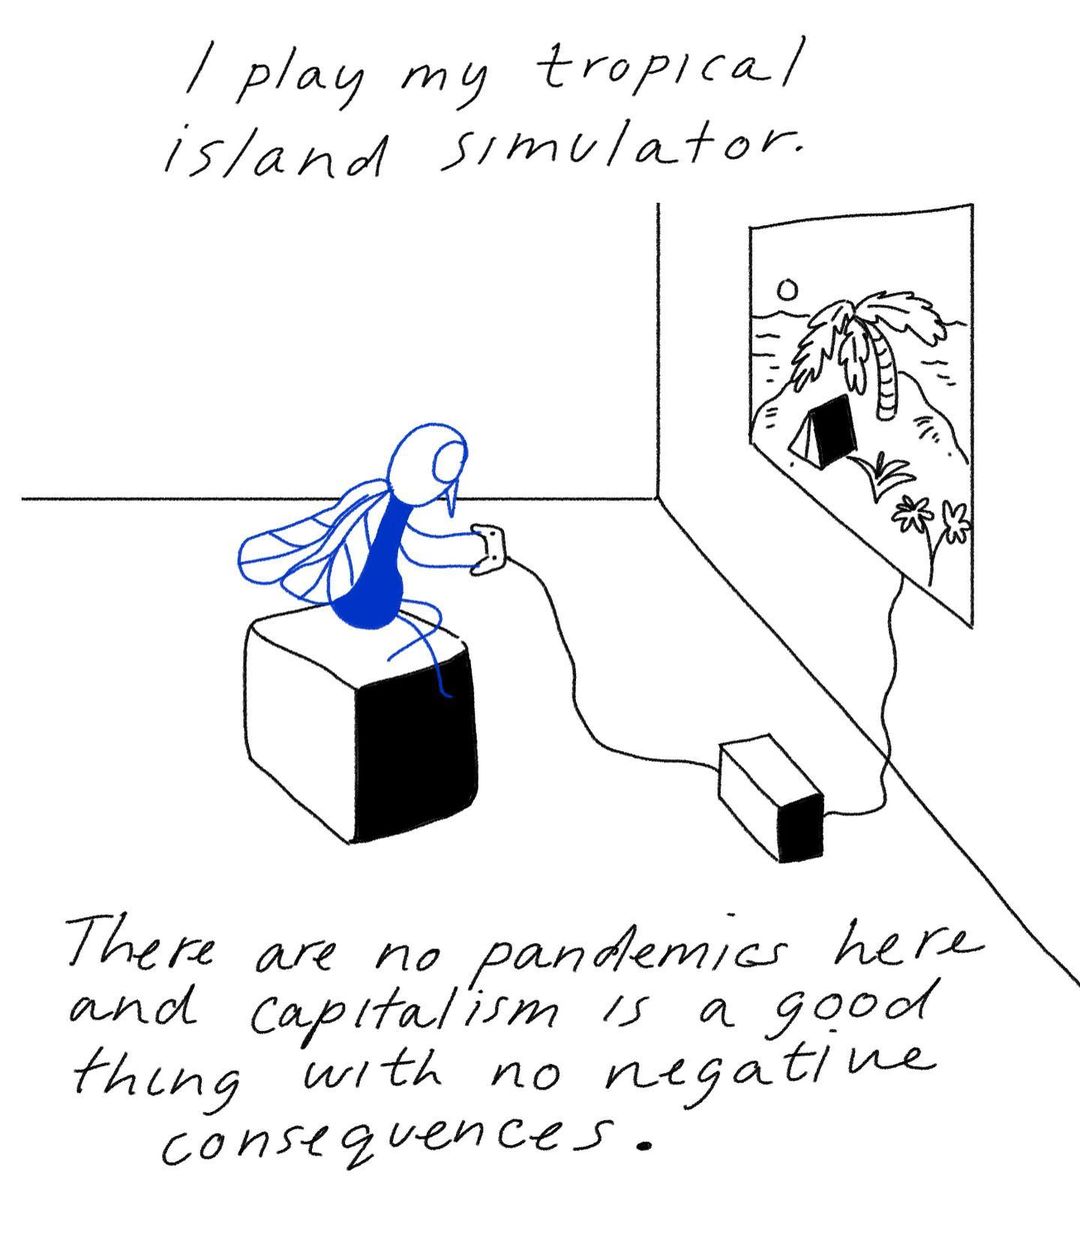 I play my tropical
island simulator.
There are no pandemics here
and capitalism is a good
thing with no negative
consequences.